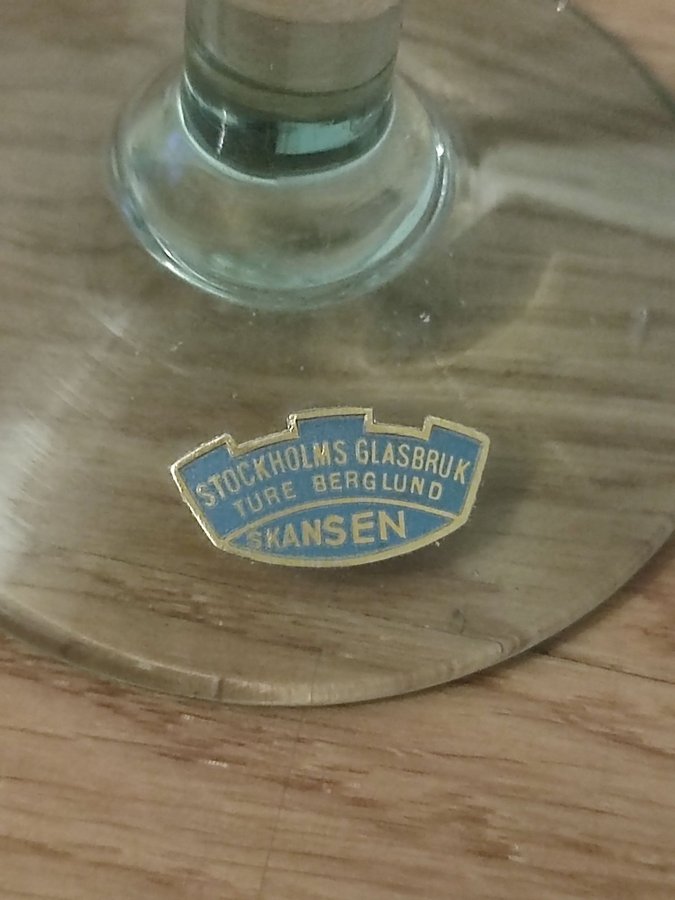 STOCKHOLMS GLASBRUK
TURE BERGLUND
SKANSEN